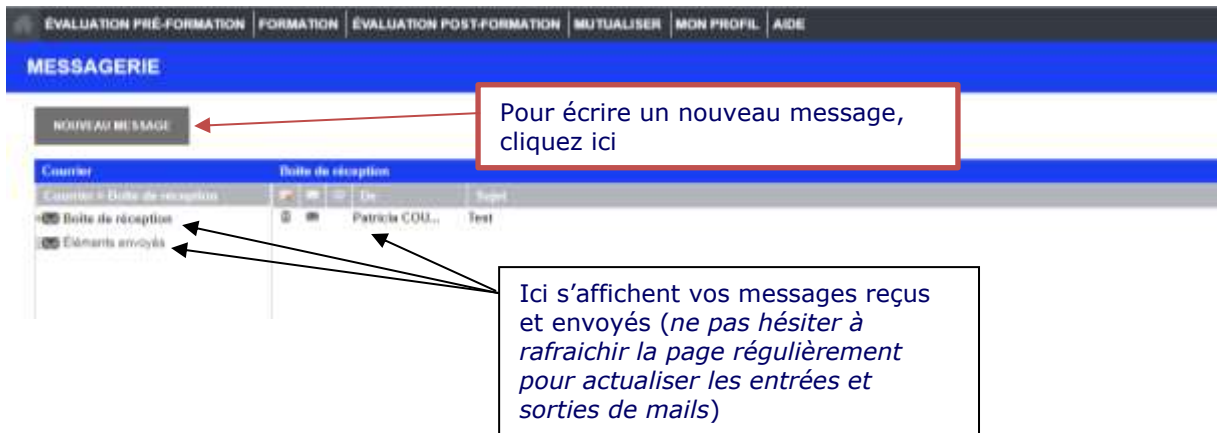 ÉVALUATION PRÉ-FORMATION FORMATION ÉVALUATION POST-FORMATION MUTUALISER MON PROFIL AIDE
MESSAGERIE
NOUVEAU MESSAGE
Pour écrire un nouveau message,
cliquez ici
Courrier Boîte de réception
Courrier > Boîte de réception De Sujet
Boîte de réception Patricia COU... Test
Éléments envoyés
Ici s’affichent vos messages reçus
et envoyés (ne pas hésiter à
rafraichir la page régulièrement
pour actualiser les entrées et
sorties de mails)